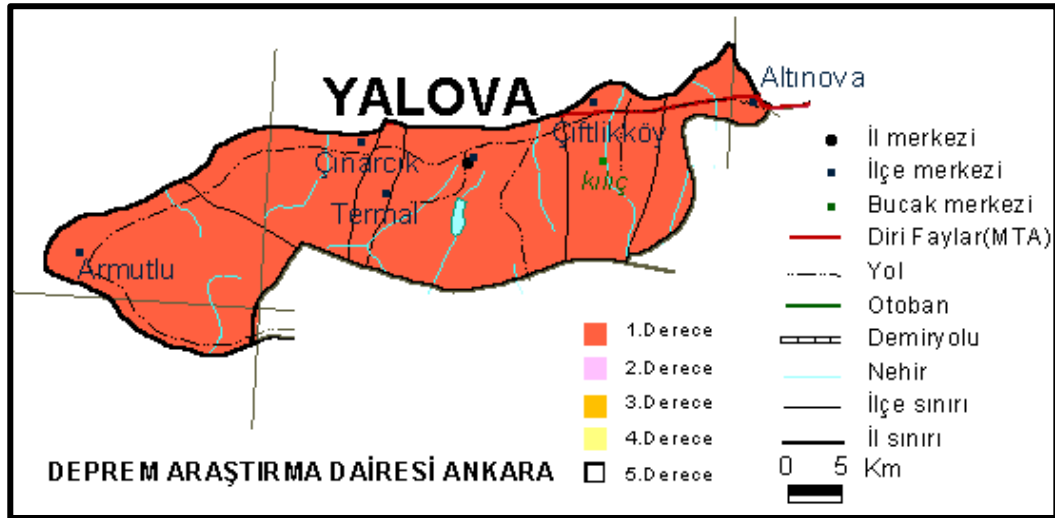 YALOVA
Altınova
Çiftlikköy
Çınarcık
kılıç
Termal
Armutlu
İl merkezi
İlçe merkezi
Bucak merkezi
Diri Faylar(MTA)
Yol
Otoban
Demiryolu
Nehir
İlçe sınırı
İl sınırı
0 5 Km
1.Derece
2.Derece
3.Derece
4.Derece
5.Derece
DEPREM ARAŞTIRMA DAİRESİ ANKARA